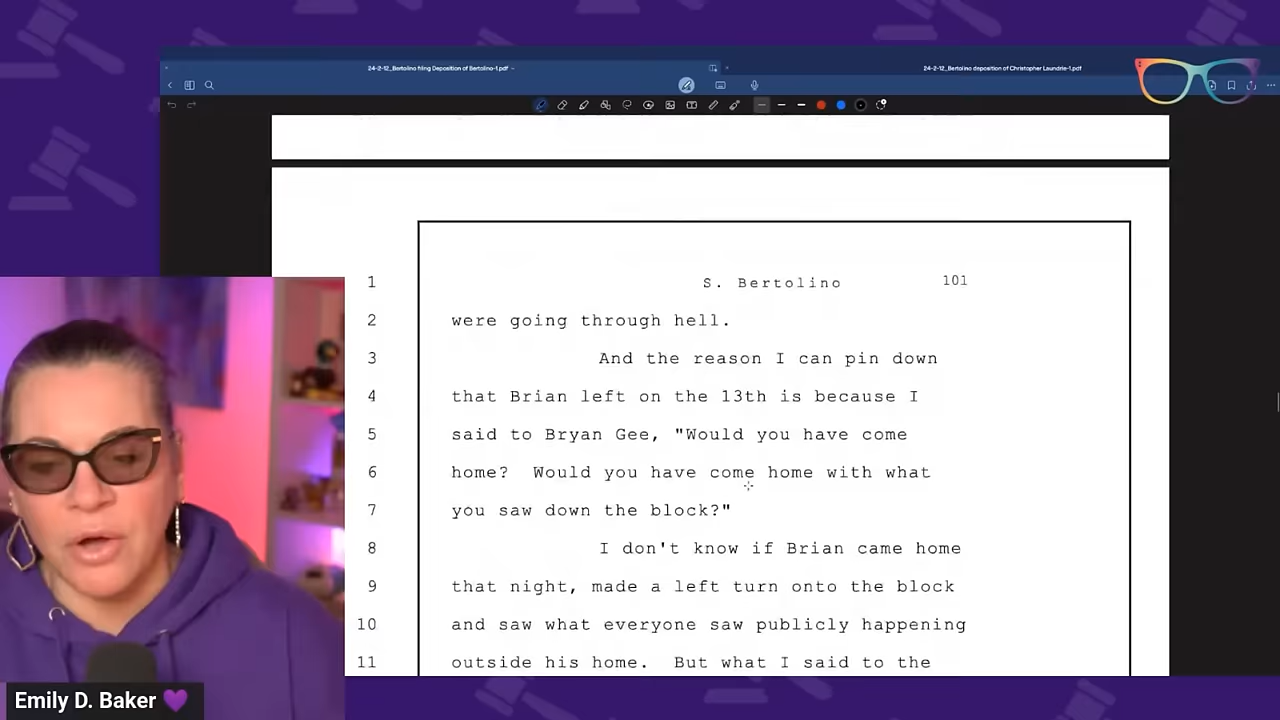 24-2-12_Bertolino filing Deposition of Bertolino-1.pdf
24-2-12_Bertolino deposition of Christopher Laundrie-1.pdf
1 S. Bertolino 101
2 were going through hell.
3 And the reason I can pin down
4 that Brian left on the 13th is because I
5 said to Bryan Gee, "Would you have come
6 home? Would you have come home with what
7 you saw down the block?"
8 I don't know if Brian came home
9 that night, made a left turn onto the block
10 and saw what everyone saw publicly happening
11 outside his home. But what I said to the
Emily D. Baker 💜